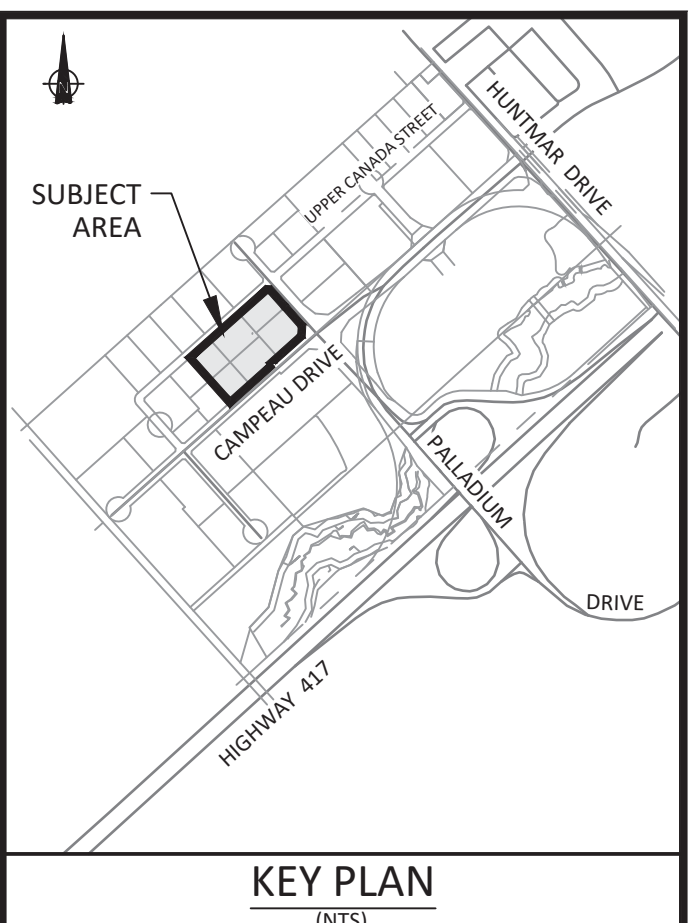 N
UPPER CANADA STREET
HUNTMAR DRIVE
SUBJECT
AREA
CAMPEAU DRIVE
PALLADIUM
DRIVE
HIGHWAY 417
KEY PLAN
(NTS)